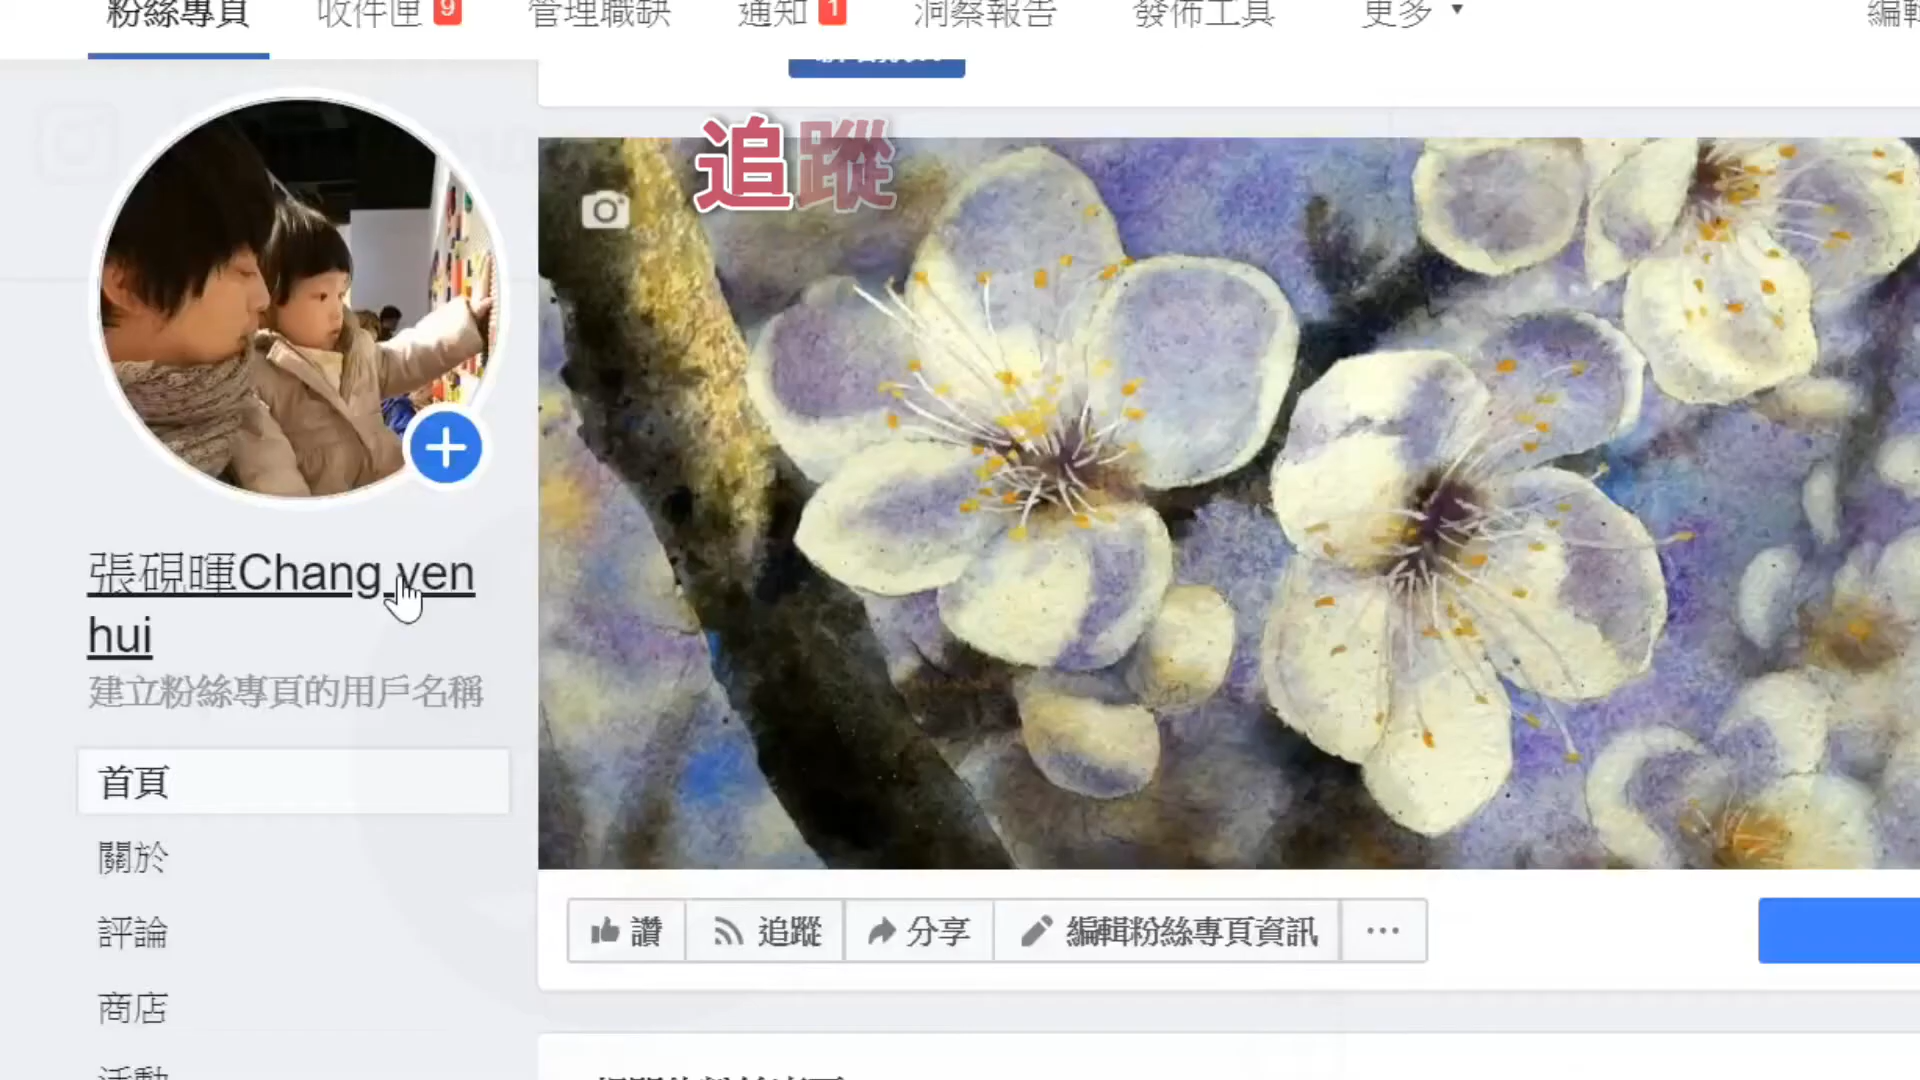 粉絲專頁
收件匣 9
管理職缺
通知 1
洞察報告
發佈工具
更多
追蹤
張硯暉Chang yen
hui
建立粉絲專頁的用戶名稱
首頁
關於
評論
商店
活動
讚
追蹤
分享
編輯粉絲專頁資訊